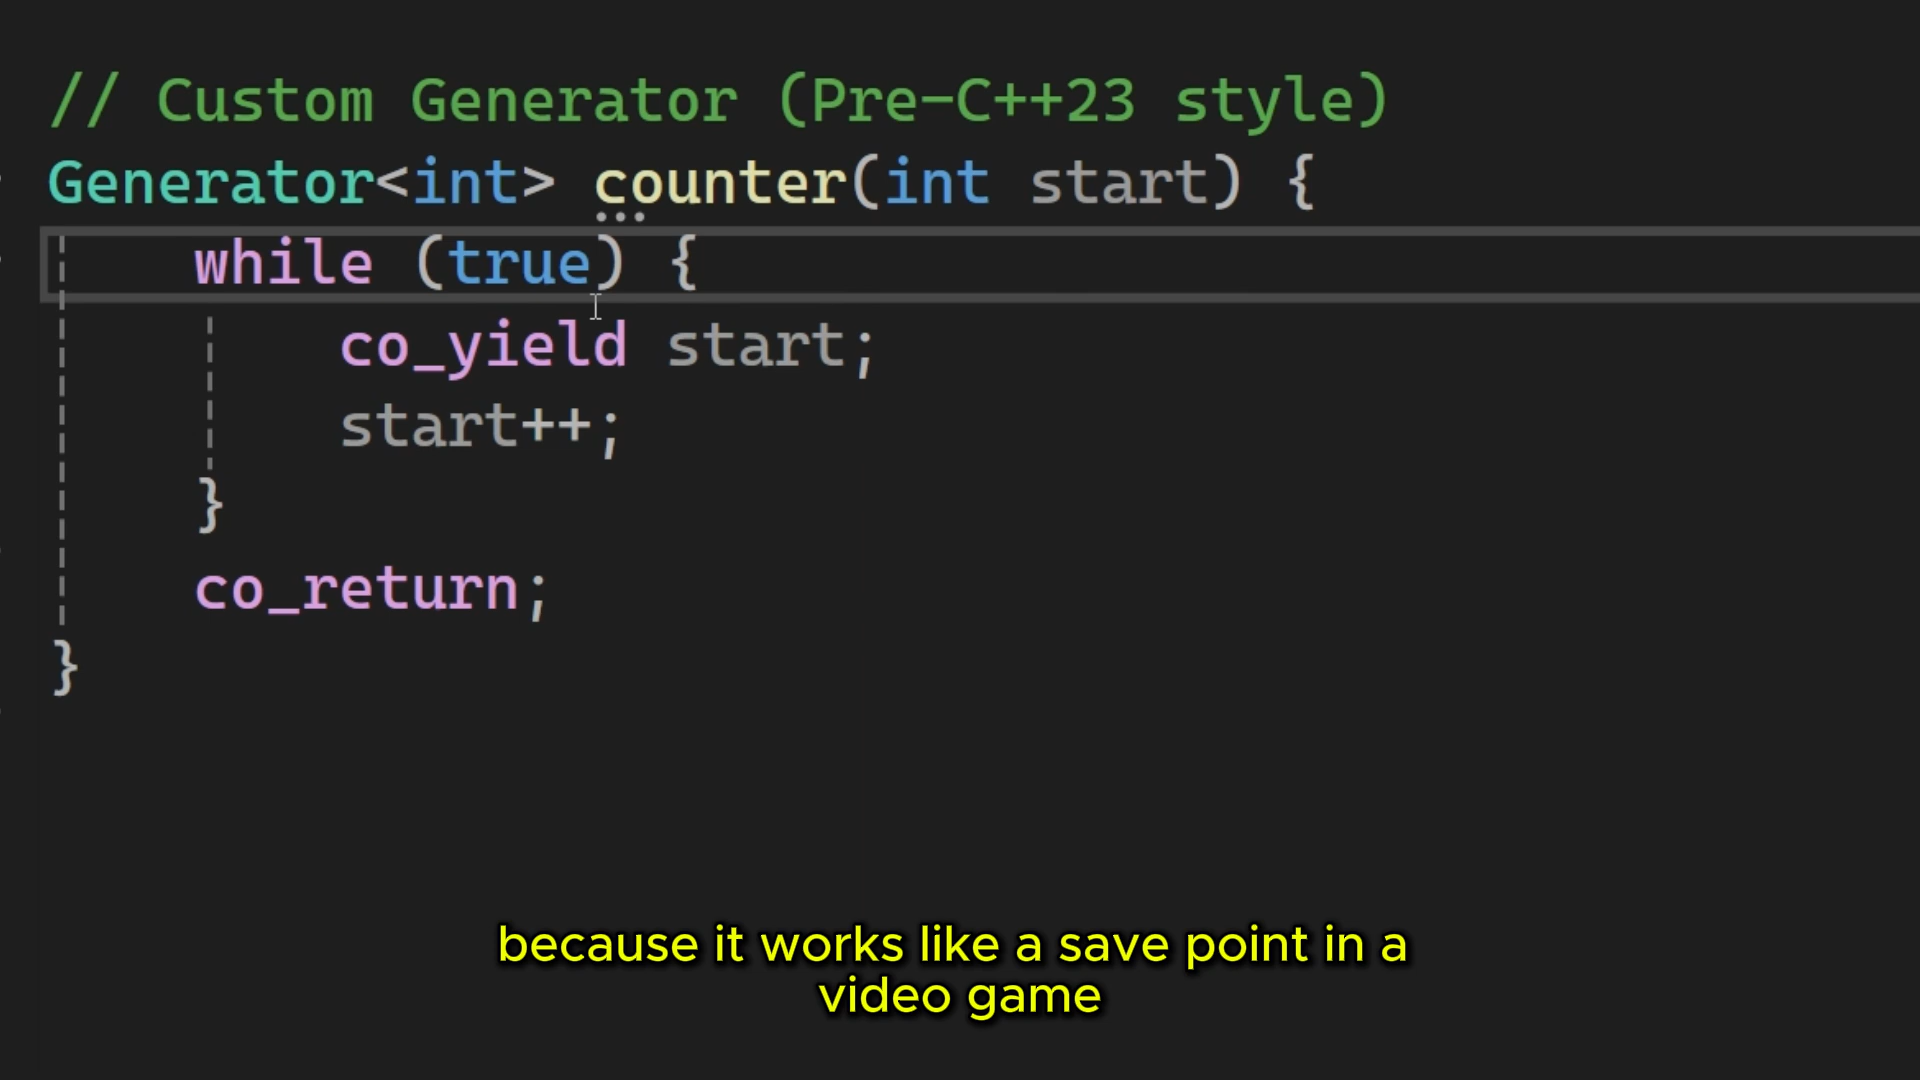 // Custom Generator (Pre-C++23 style)
Generator<int> counter(int start) {
while (true) {
co_yield start;
start++;
}
co_return;
}
because it works like a save point in a
video game